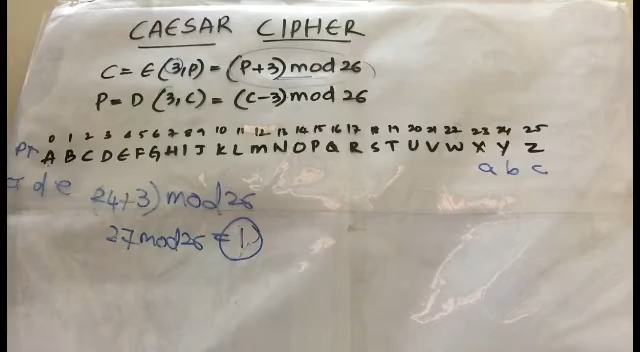 CAESAR CIPHER
C = E (3,P) = (P+3) mod 26
P = D (3,C) = (C-3) mod 26
0 1 2 3 4 5 6 7 8 9 10 11 12 13 14 15 16 17 18 19 20 21 22 23 24 25
PT A B C D E F G H I J K L M N O P Q R S T U V W X Y Z
d e a b c
24+3) mod 26
27 mod 26 = 1